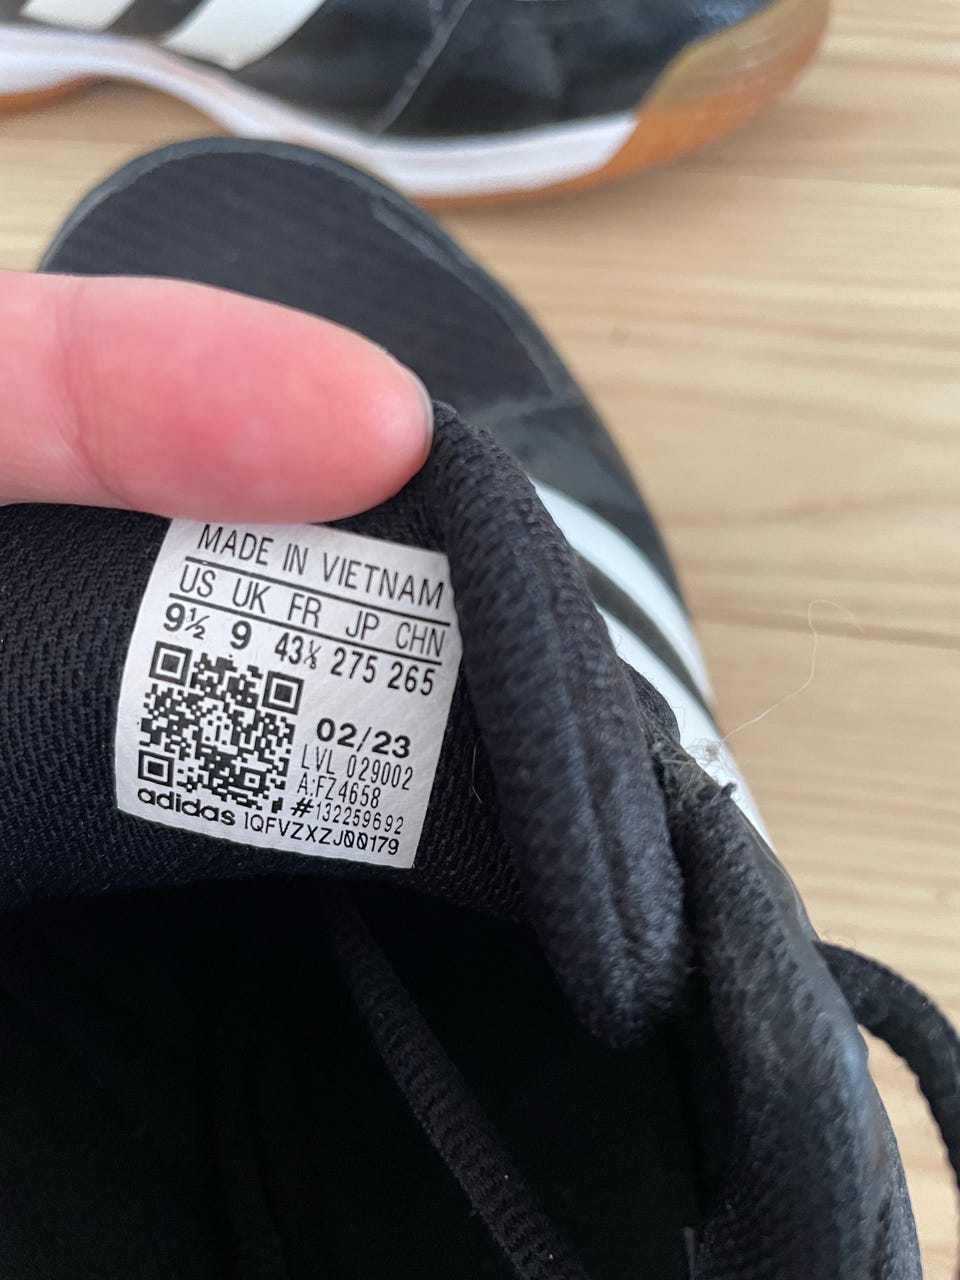 MADE IN VIETNAM
US UK FR JP CHN
9½ 9 43⅓ 275 265
02/23
LVL 029002
A:FZ4658
#132259692
adidas 1QFVZXZJ00179